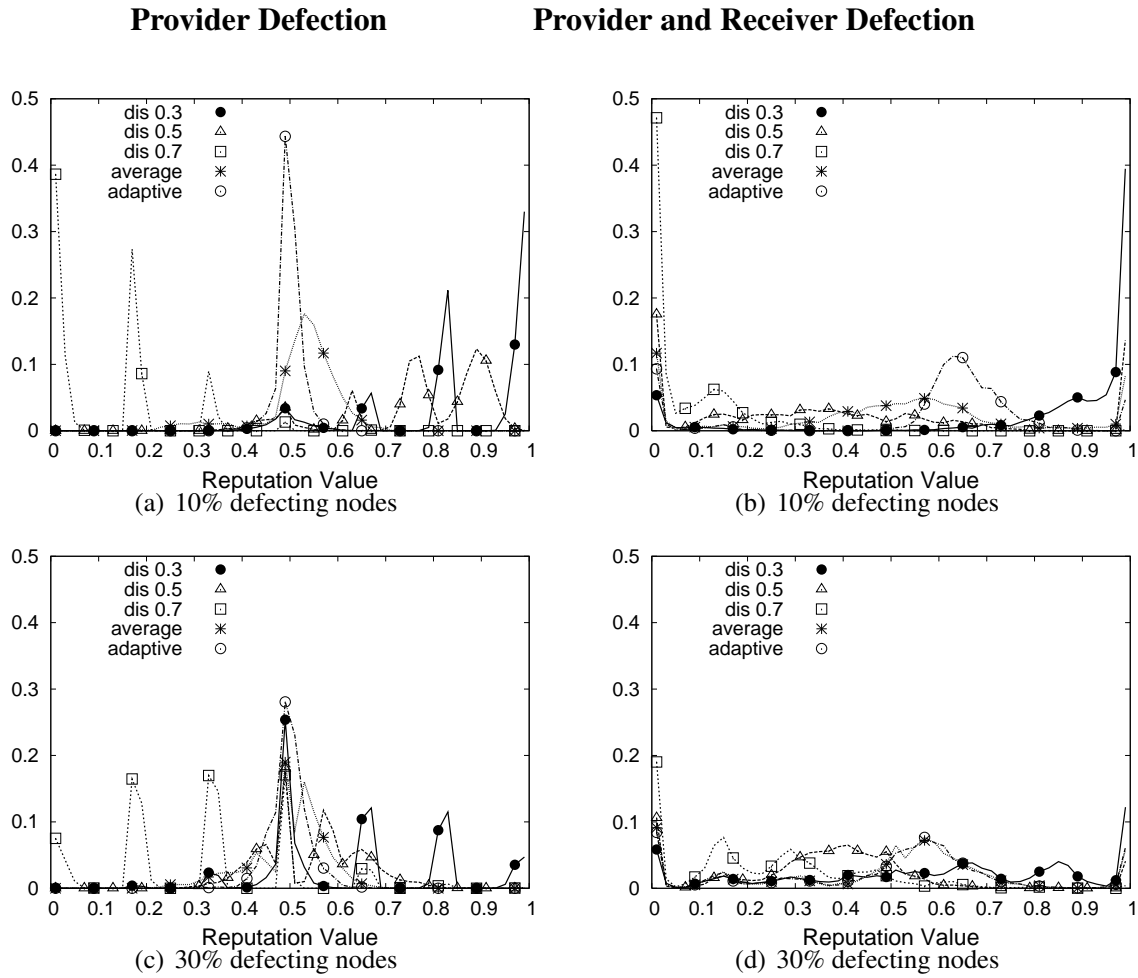 Provider Defection Provider and Receiver Defection
0.5
0.4
0.3
0.2
0.1
0
dis 0.3
dis 0.5
dis 0.7
average
adaptive
0 0.1 0.2 0.3 0.4 0.5 0.6 0.7 0.8 0.9 1
Reputation Value
(a) 10% defecting nodes
0.5
0.4
0.3
0.2
0.1
0
dis 0.3
dis 0.5
dis 0.7
average
adaptive
0 0.1 0.2 0.3 0.4 0.5 0.6 0.7 0.8 0.9 1
Reputation Value
(b) 10% defecting nodes
0.5
0.4
0.3
0.2
0.1
0
dis 0.3
dis 0.5
dis 0.7
average
adaptive
0 0.1 0.2 0.3 0.4 0.5 0.6 0.7 0.8 0.9 1
Reputation Value
(c) 30% defecting nodes
0.5
0.4
0.3
0.2
0.1
0
dis 0.3
dis 0.5
dis 0.7
average
adaptive
0 0.1 0.2 0.3 0.4 0.5 0.6 0.7 0.8 0.9 1
Reputation Value
(d) 30% defecting nodes